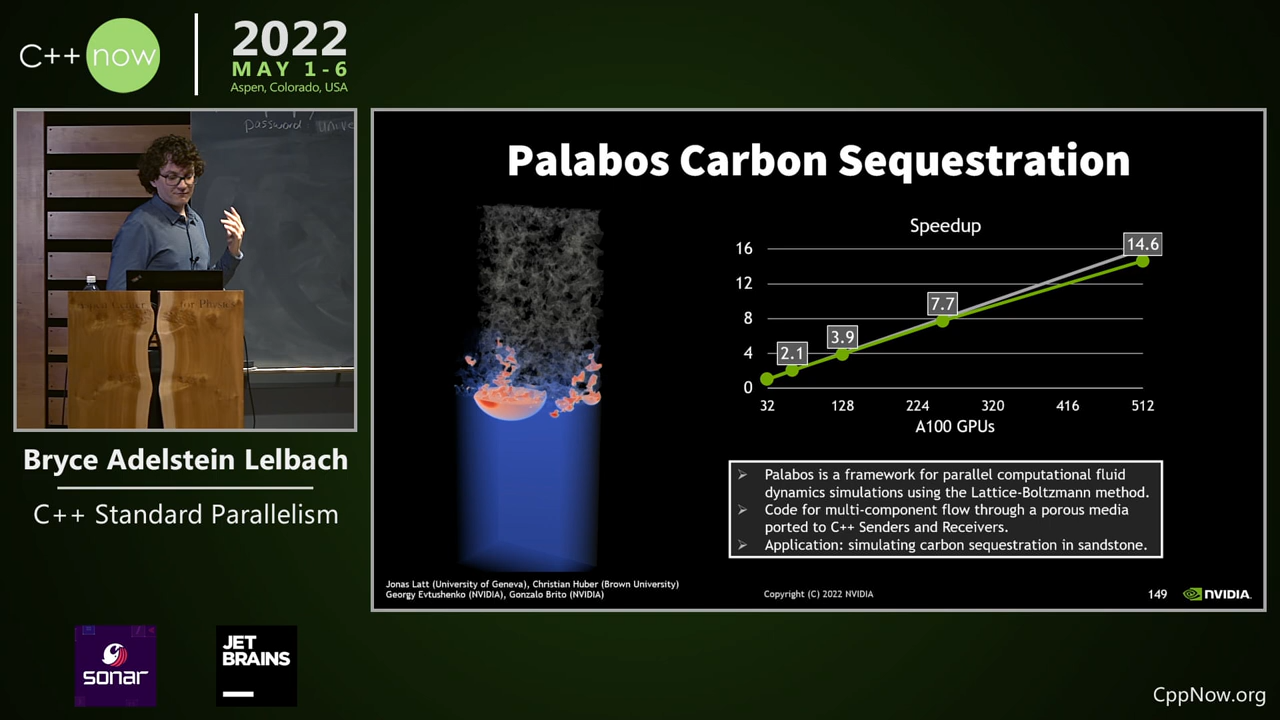 C++ now
2022
MAY 1-6
Aspen, Colorado, USA
password
for Physics
Bryce Adelstein Lelbach
C++ Standard Parallelism
sonar
JET
BRAINS
Palabos Carbon Sequestration
Speedup
16
12
8
4
0
2.1
3.9
7.7
14.6
32
128
224
320
416
512
A100 GPUs
Palabos is a framework for parallel computational fluid
dynamics simulations using the Lattice-Boltzmann method.
Code for multi-component flow through a porous media
ported to C++ Senders and Receivers.
Application: simulating carbon sequestration in sandstone.
Jonas Latt (University of Geneva), Christian Huber (Brown University)
Georgy Evtushenko (NVIDIA), Gonzalo Brito (NVIDIA)
Copyright (C) 2022 NVIDIA
149
NVIDIA.
CppNow.org